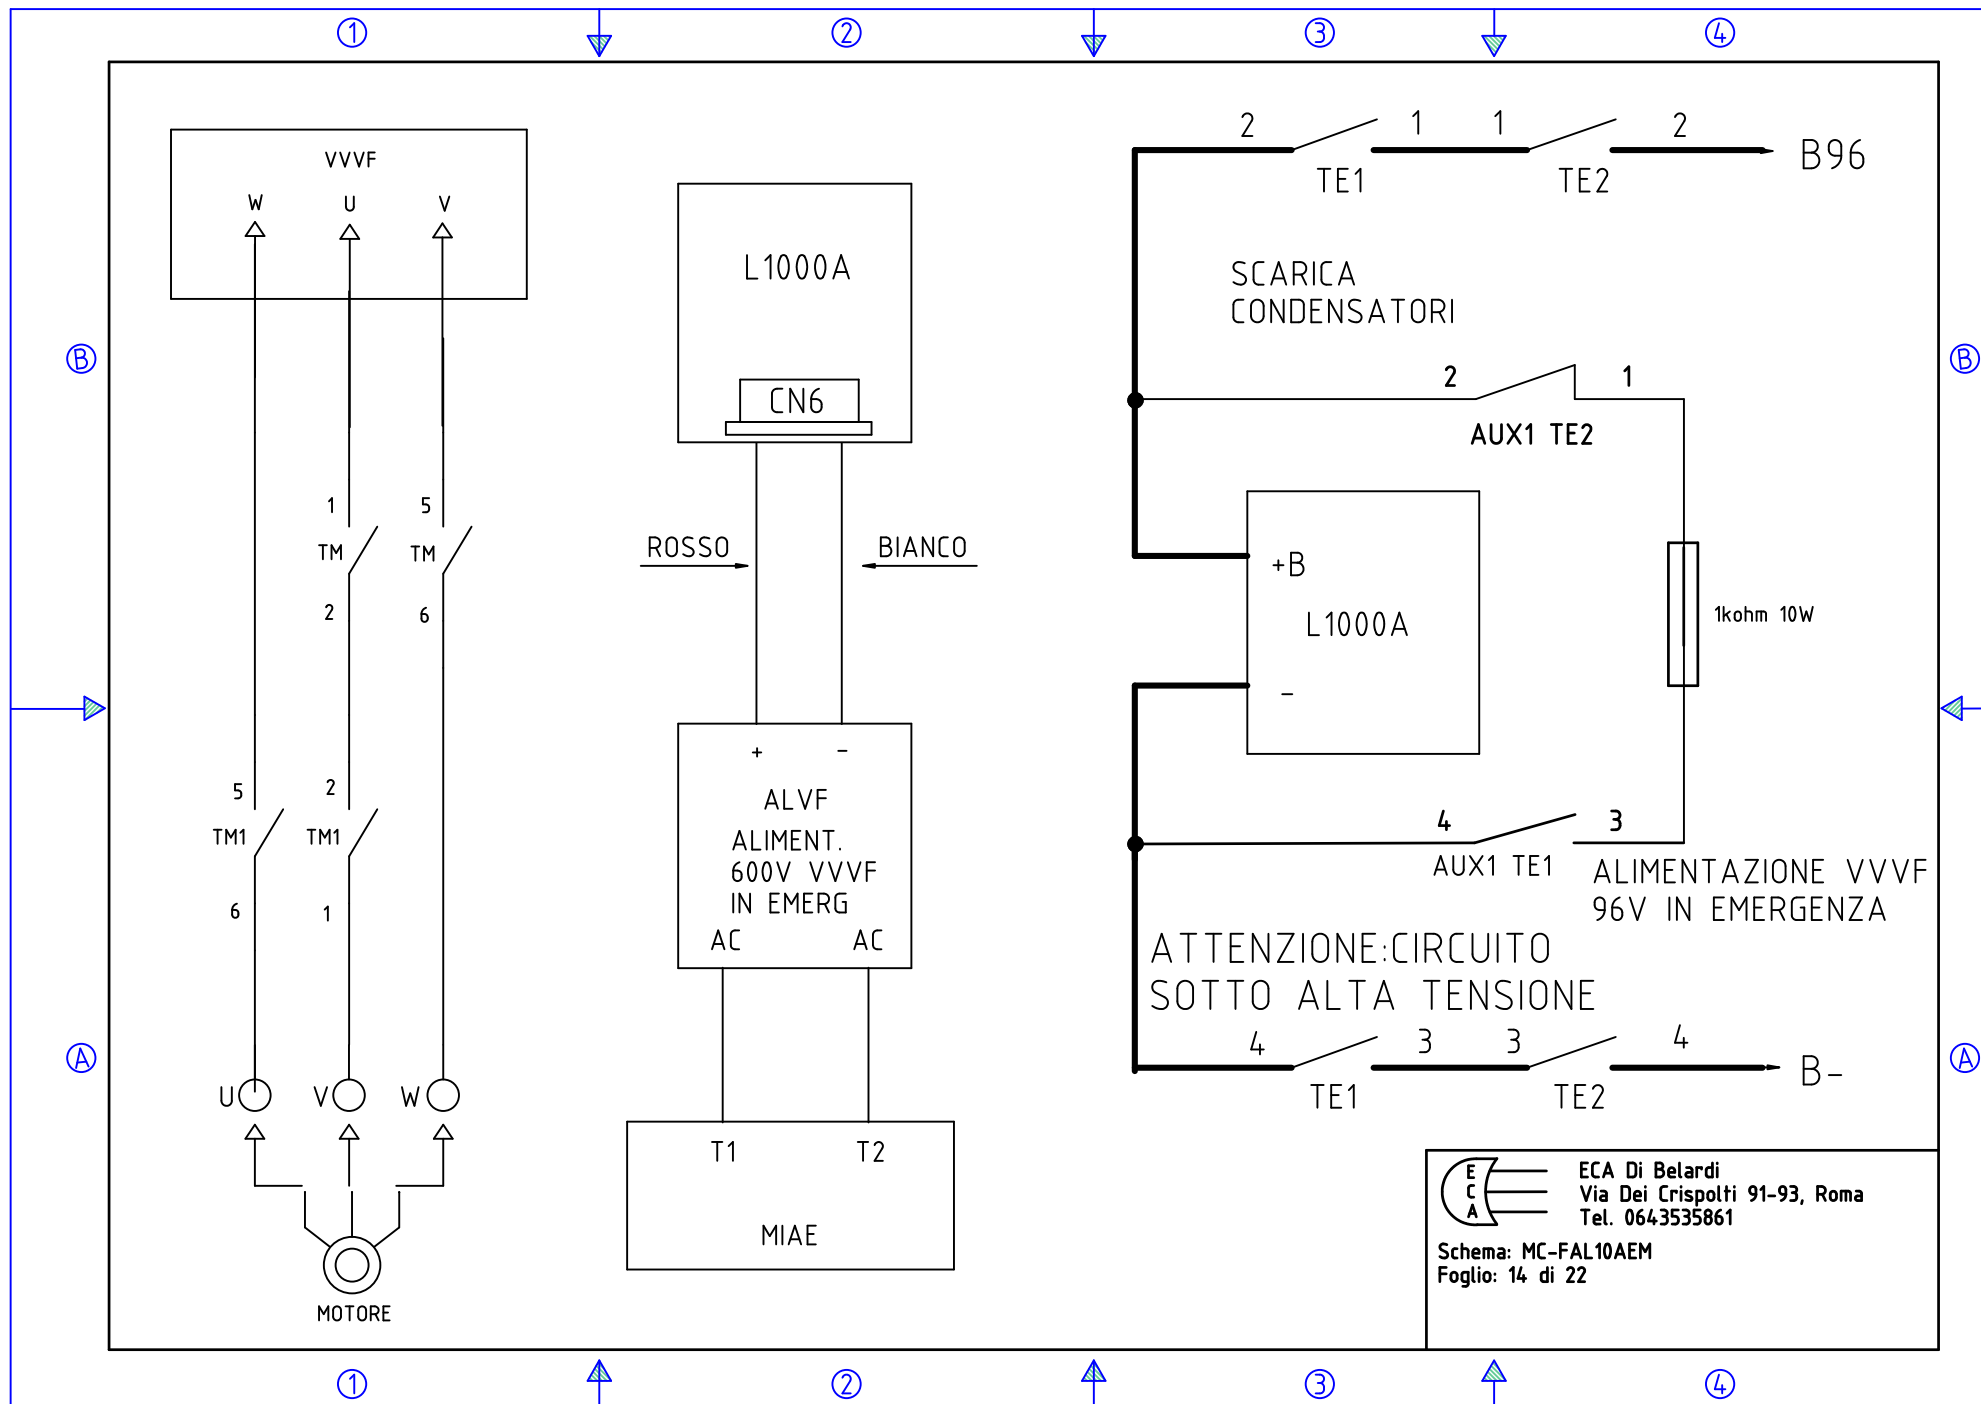 1
2
3
4
B
A
B
A
1
2
3
4
VVVF
W
U
V
1
TM
2
5
TM
6
5
TM1
6
2
TM1
1
U
V
W
MOTORE
L1000A
CN6
ROSSO
BIANCO
+
-
ALVF
ALIMENT.
600V VVVF
IN EMERG
AC
AC
T1
T2
MIAE
2
1
1
2
TE1
TE2
B96
SCARICA
CONDENSATORI
2
1
AUX1 TE2
+B
L1000A
-
1kohm 10W
4
3
AUX1 TE1
ALIMENTAZIONE VVVF
96V IN EMERGENZA
ATTENZIONE:CIRCUITO
SOTTO ALTA TENSIONE
4
3
3
4
TE1
TE2
B-
E
C
A
ECA Di Belardi
Via Dei Crispolti 91-93, Roma
Tel. 0643535861
Schema: MC-FAL10AEM
Foglio: 14 di 22